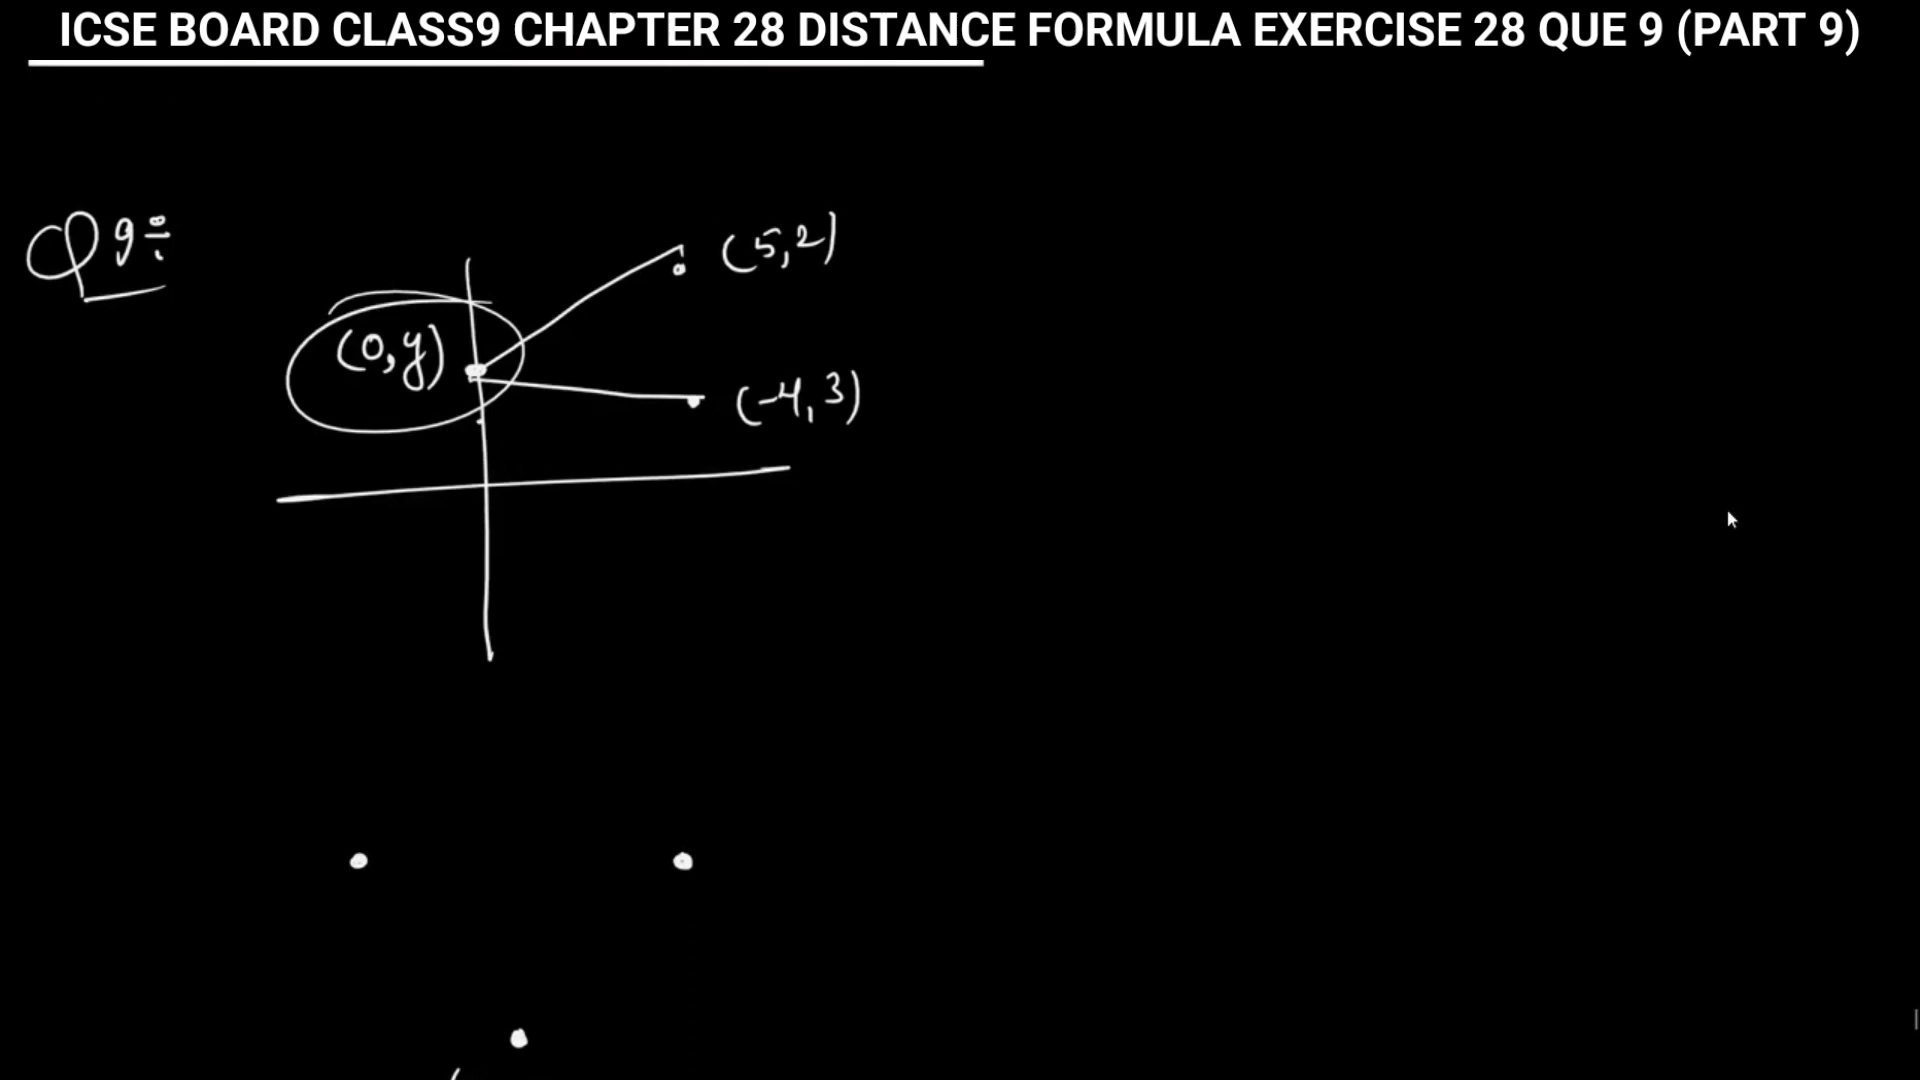 ICSE BOARD CLASS9 CHAPTER 28 DISTANCE FORMULA EXERCISE 28 QUE 9 (PART 9)
Q9÷
(5,2)
(0,y)
(-4,3)